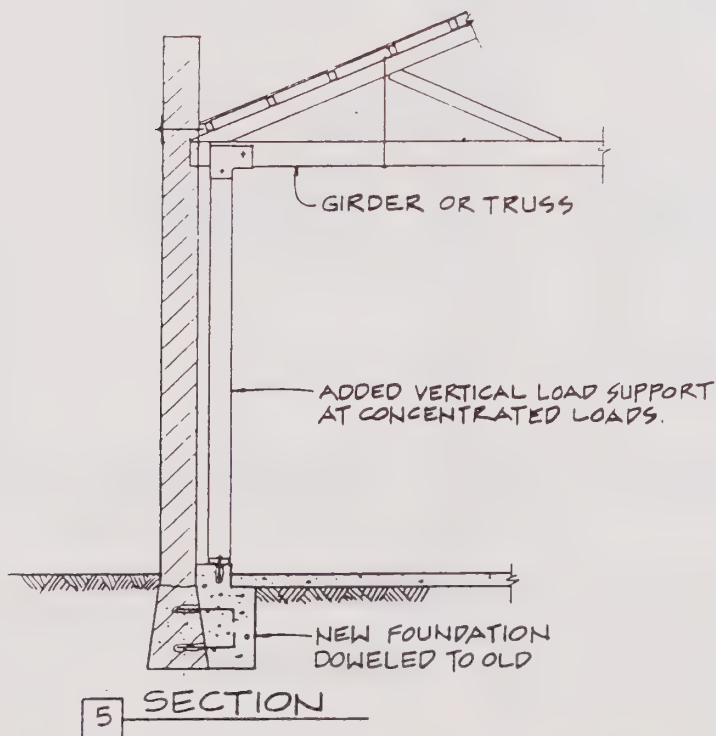 GIRDER OR TRUSS
ADDED VERTICAL LOAD SUPPORT
AT CONCENTRATED LOADS.
NEW FOUNDATION
DOWELED TO OLD
5 SECTION